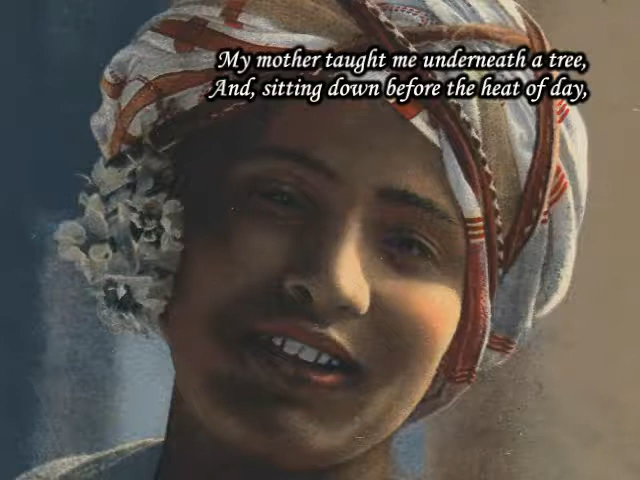 My mother taught me underneath a tree,
And, sitting down before the heat of day,